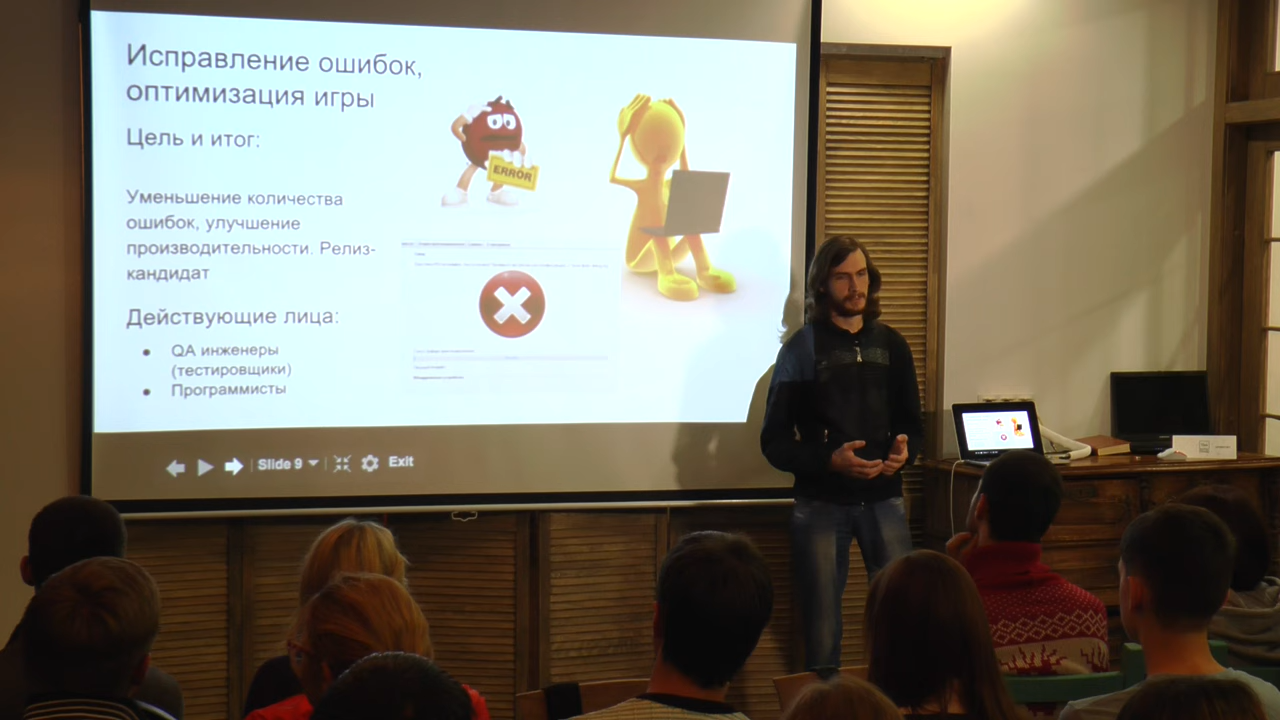 Исправление ошибок,
оптимизация игры
Цель и итог:
Уменьшение количества
ошибок, улучшение
производительности. Релиз-
кандидат
Действующие лица:
● QA инженеры
(тестировщики)
● Программисты
ERROR
Slide 9
Exit